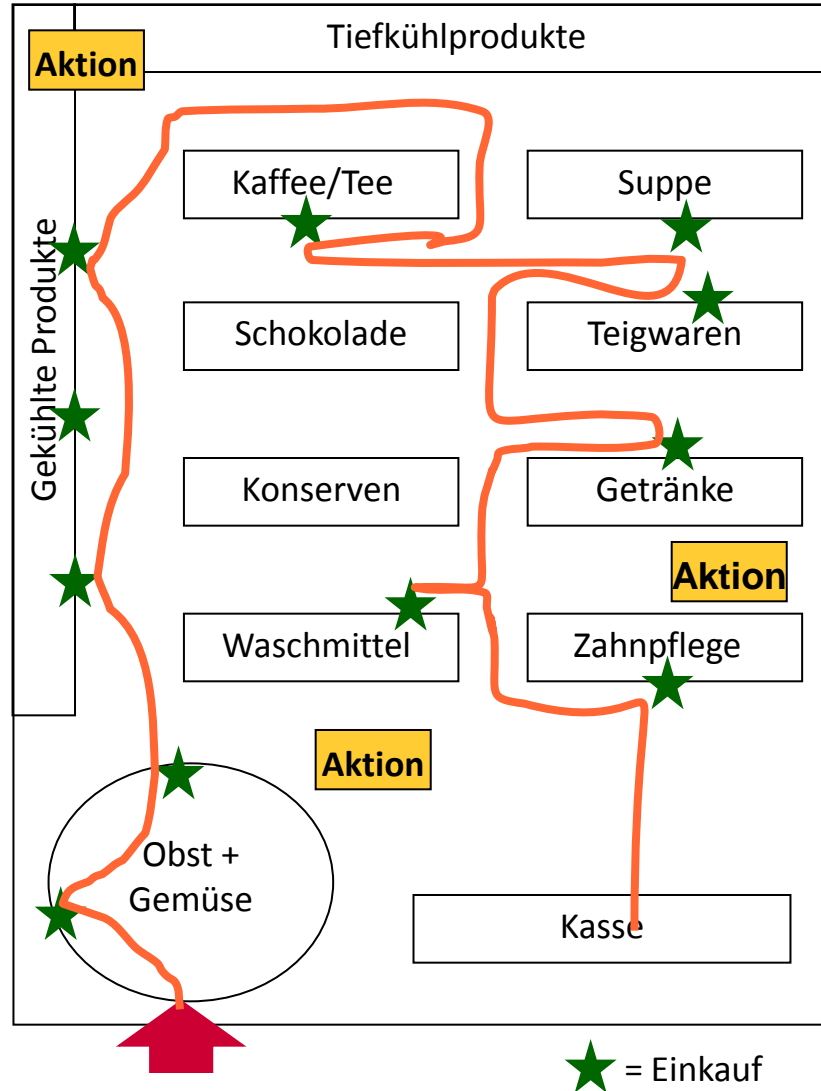 Tiefkühlprodukte
Aktion
Kaffee/Tee
Suppe
Gekühlte Produkte
Schokolade
Teigwaren
Konserven
Getränke
Aktion
Waschmittel
Zahnpflege
Aktion
Obst +
Gemüse
Kasse
= Einkauf